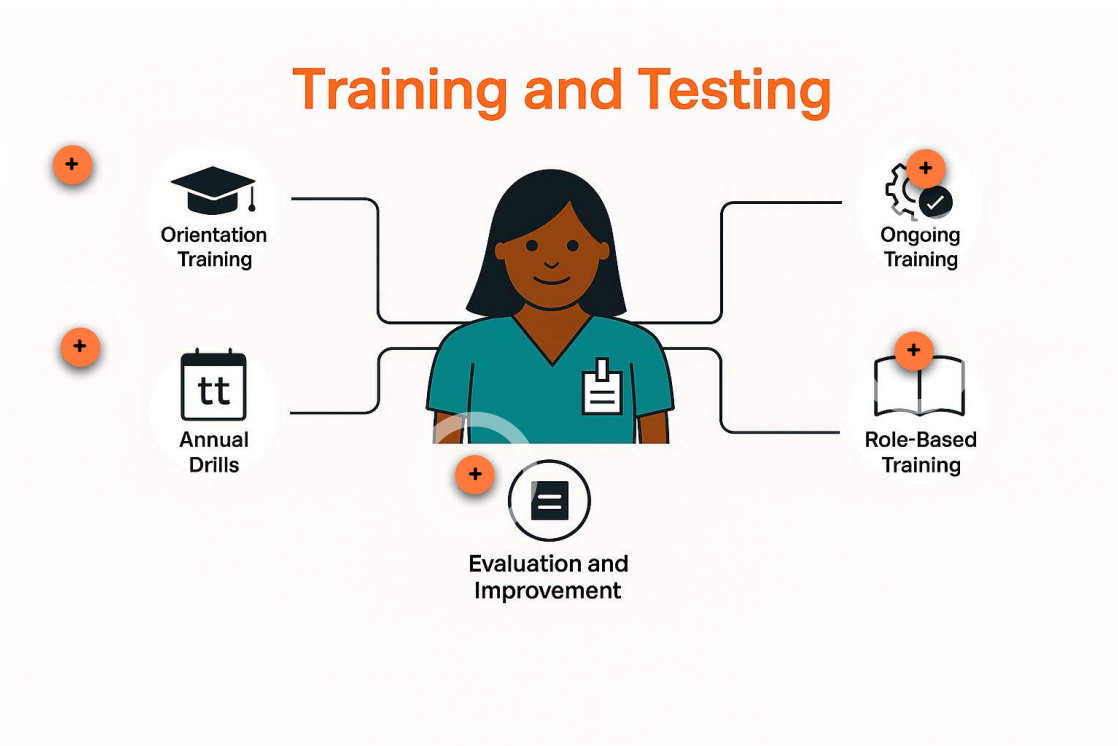 Training and Testing
Orientation
Training
Ongoing
Training
tt
Annual
Drills
Role-Based
Training
Evaluation and
Improvement